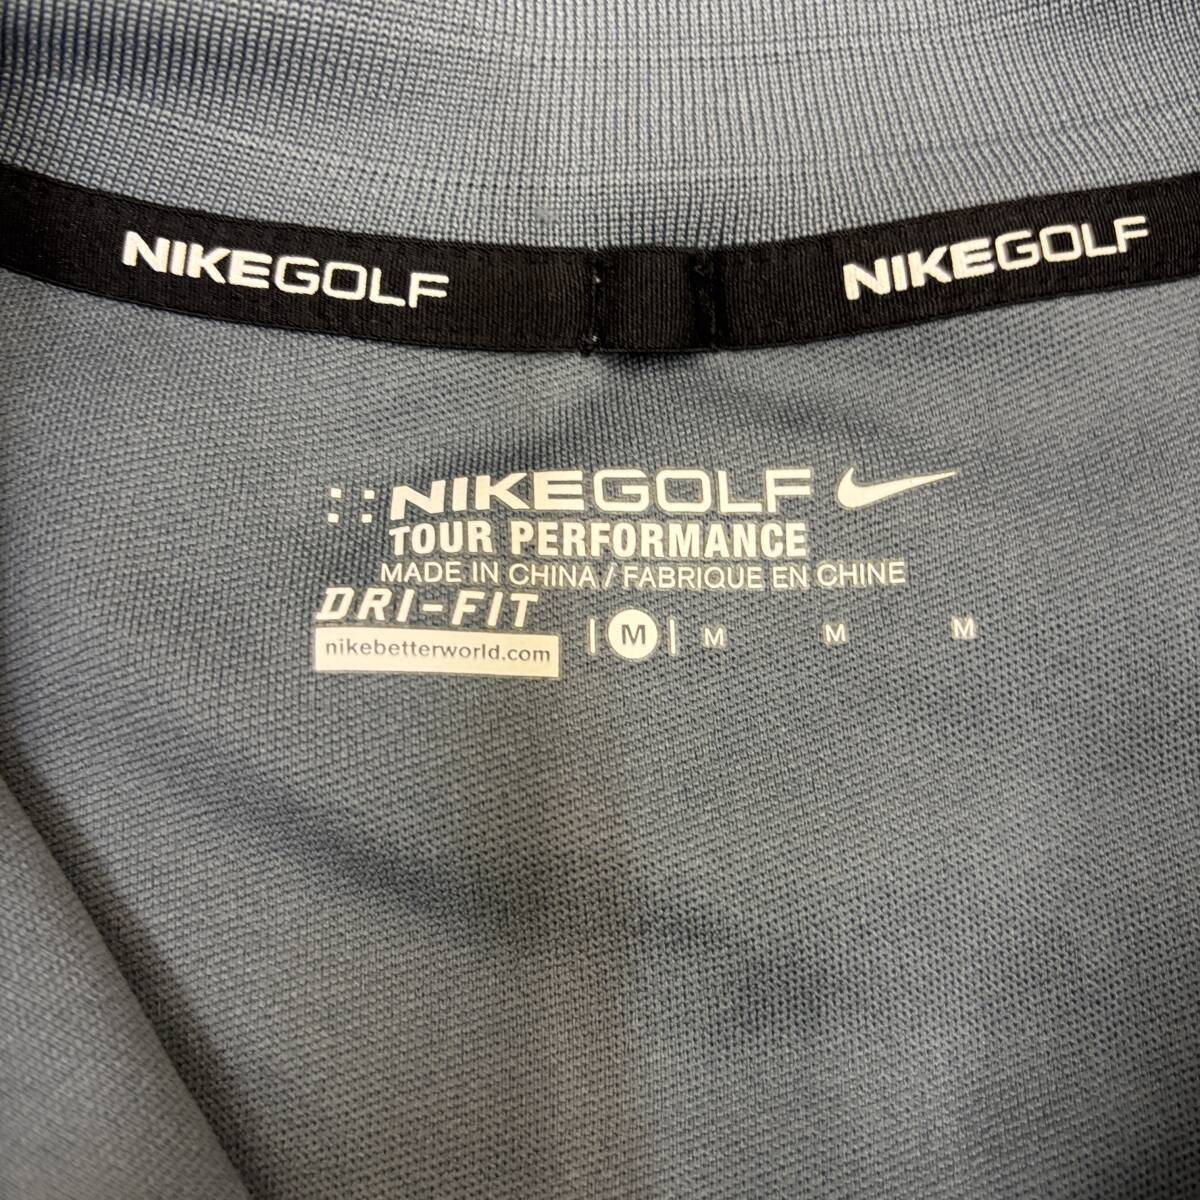 NIKEGOLF
NIKEGOLF
NIKEGOLF
TOUR PERFORMANCE
MADE IN CHINA / FABRIQUE EN CHINE
DRI-FIT
nikebetterworld.com
| M | M M M